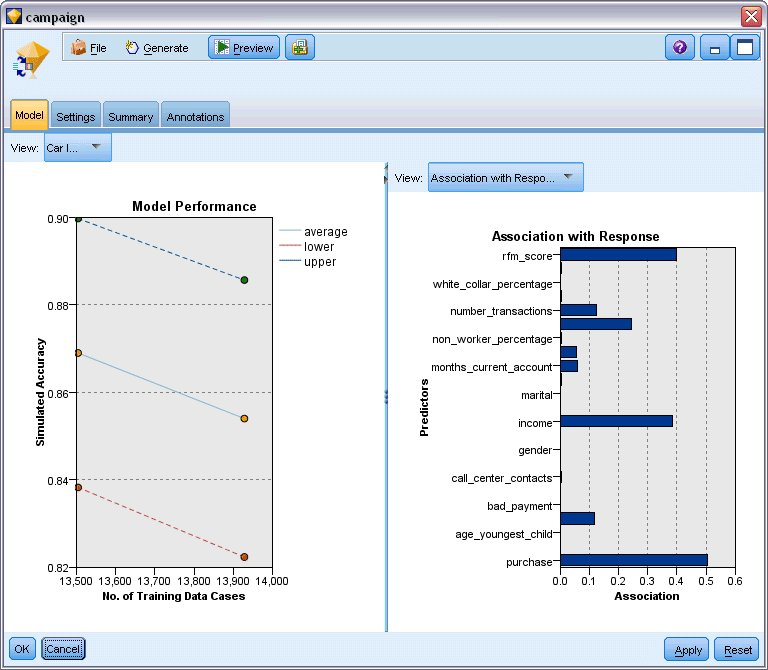 campaign
File Generate Preview
Model Settings Summary Annotations
View: Car l...
Model Performance
average
lower
upper
0.90
0.88
0.86
0.84
0.82
Simulated Accuracy
13,500 13,600 13,700 13,800 13,900 14,000
No. of Training Data Cases
View: Association with Respo...
Association with Response
rfm_score
white_collar_percentage
number_transactions
non_worker_percentage
months_current_account
marital
income
gender
call_center_contacts
bad_payment
age_youngest_child
purchase
Predictors
0.0 0.1 0.2 0.3 0.4 0.5 0.6
Association
OK Cancel Apply Reset